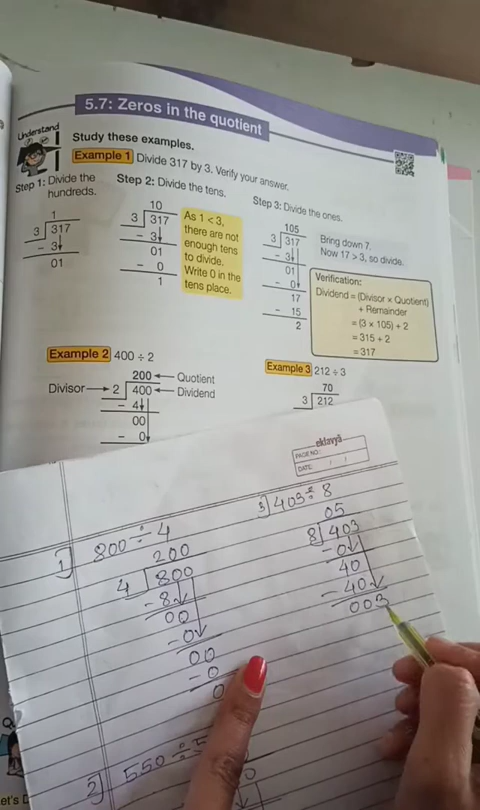 5.7: Zeros in the quotient
Understand
Study these examples.
Example 1 Divide 317 by 3. Verify your answer.
Step 1: Divide the
hundreds.
1
3 317
- 3
01
Step 2: Divide the tens.
10
3 317
- 3
01
- 0
1
As 1 < 3,
there are not
enough tens
to divide.
Write 0 in the
tens place.
Step 3: Divide the ones.
105
3 317
- 3
01
- 0
17
- 15
2
Bring down 7.
Now 17 > 3, so divide.
Verification:
Dividend = (Divisor × Quotient)
+ Remainder
= (3 × 105) + 2
= 315 + 2
= 317
Example 2 400 ÷ 2
200 ← Quotient
Divisor → 2 400 ← Dividend
- 4
00
- 0
Example 3 212 ÷ 3
70
3 212
eklavya
PAGE NO.
DATE: / /
1] 800 ÷ 4
200
4 800
- 8
00
- 0
00
- 0
0
3] 403 ÷ 8
05
8 403
- 0
40
- 40
003
2] 550 ÷ 5
0
Let's D